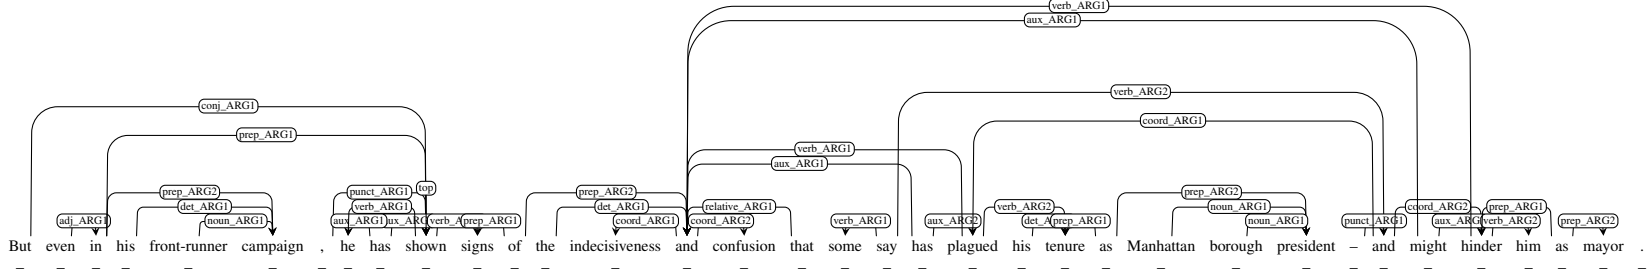 verb_ARG1
aux_ARG1
verb_ARG2
conj_ARG1
coord_ARG1
prep_ARG1
verb_ARG1
aux_ARG1
top
prep_ARG2 punct_ARG1 prep_ARG2 prep_ARG2
det_ARG1 verb_ARG1 det_ARG1 relative_ARG1 verb_ARG2 noun_ARG1 coord_ARG2 prep_ARG1
adj_ARG1 noun_ARG1 aux_ARG1 prep_ARG1 coord_ARG1 coord_ARG2 verb_ARG1 aux_ARG2 prep_ARG1 noun_ARG1 punct_ARG1 verb_ARG2 prep_ARG2
But even in his front-runner campaign , he has shown signs of the indecisiveness and confusion that some say has plagued his tenure as Manhattan borough president – and might hinder him as mayor .